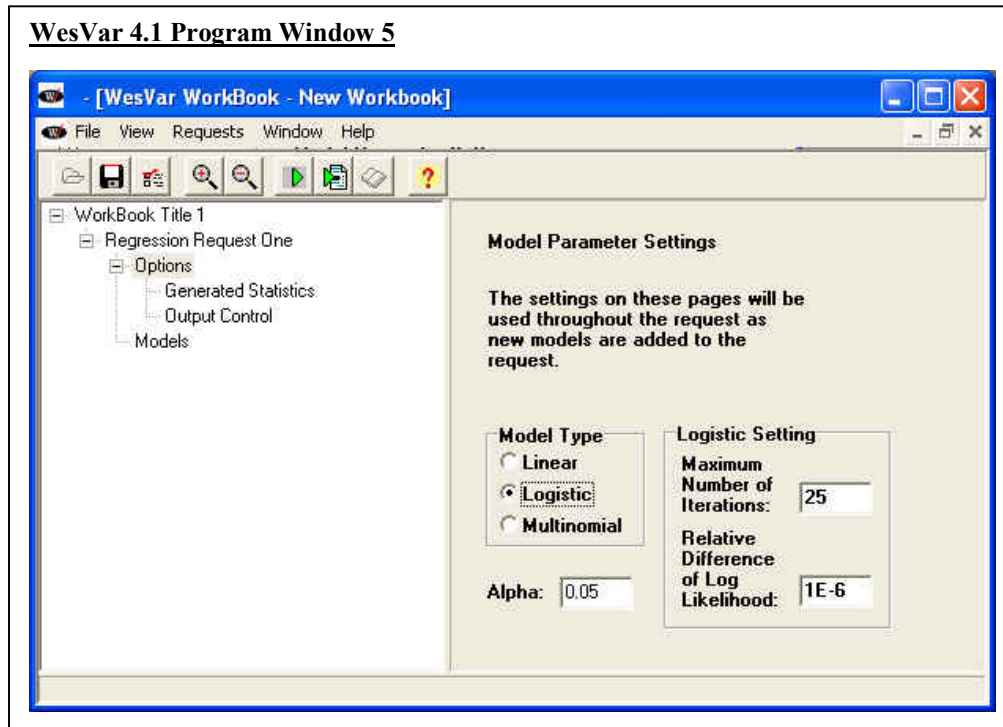 WesVar 4.1 Program Window 5
- [WesVar WorkBook - New Workbook]
File View Requests Window Help
WorkBook Title 1
Regression Request One
Options
Generated Statistics
Output Control
Models
Model Parameter Settings
The settings on these pages will be
used throughout the request as
new models are added to the
request.
Model Type
Linear
Logistic
Multinomial
Alpha: 0.05
Logistic Setting
Maximum
Number of
Iterations: 25
Relative
Difference
of Log
Likelihood: 1E-6